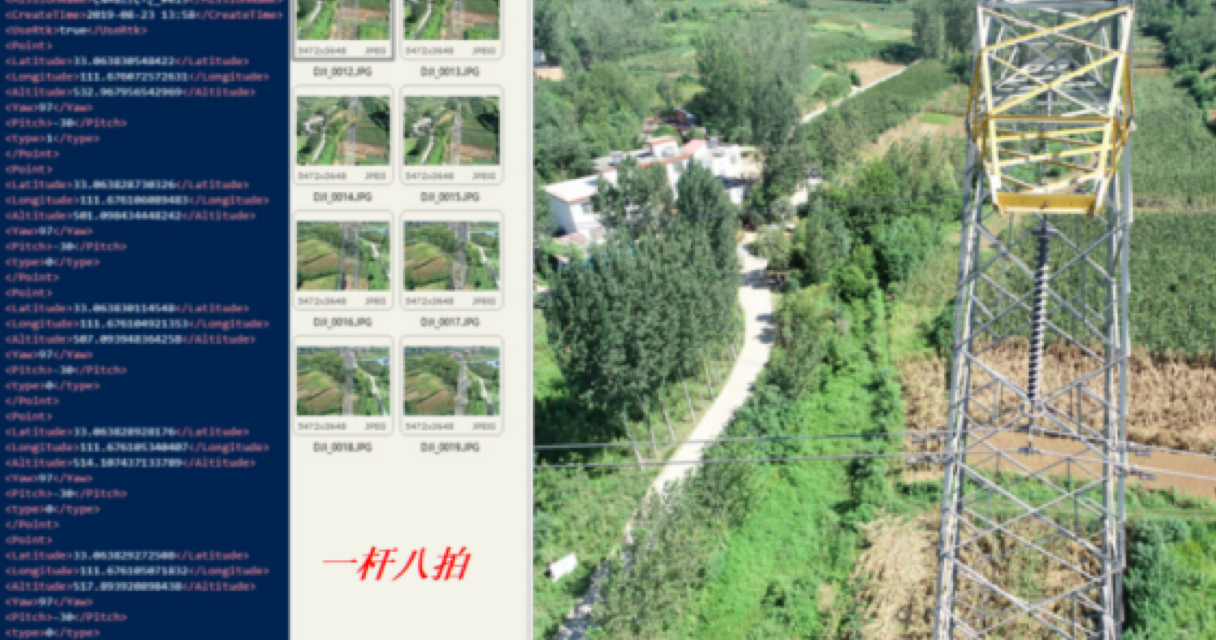 <CreateTime>2019-08-23 13:58</CreateTime>
<UseRtk>true</UseRtk>
<Point>
<Latitude>33.063830548422</Latitude>
<Longitude>111.676072572631</Longitude>
<Altitude>532.967956542969</Altitude>
<Yaw>97</Yaw>
<Pitch>-30</Pitch>
<type>1</type>
</Point>
<Point>
<Latitude>33.063828730326</Latitude>
<Longitude>111.676106089483</Longitude>
<Altitude>501.098434448242</Altitude>
<Yaw>97</Yaw>
<Pitch>-30</Pitch>
<type>0</type>
</Point>
<Point>
<Latitude>33.063830114548</Latitude>
<Longitude>111.676104921353</Longitude>
<Altitude>507.093948364258</Altitude>
<Yaw>97</Yaw>
<Pitch>-30</Pitch>
<type>0</type>
</Point>
<Point>
<Latitude>33.063828928176</Latitude>
<Longitude>111.676105340407</Longitude>
<Altitude>514.107437133789</Altitude>
<Yaw>97</Yaw>
<Pitch>-30</Pitch>
<type>0</type>
</Point>
<Point>
<Latitude>33.063829272508</Latitude>
<Longitude>111.676105071832</Longitude>
<Altitude>517.893920898438</Altitude>
<Yaw>97</Yaw>
<Pitch>-30</Pitch>
<type>0</type>
5472x3648 JPEG 5472x3648 JPEG
DJI_0012.JPG DJI_0013.JPG
5472x3648 JPEG 5472x3648 JPEG
DJI_0014.JPG DJI_0015.JPG
5472x3648 JPEG 5472x3648 JPEG
DJI_0016.JPG DJI_0017.JPG
5472x3648 JPEG 5472x3648 JPEG
DJI_0018.JPG DJI_0019.JPG
一杆八拍